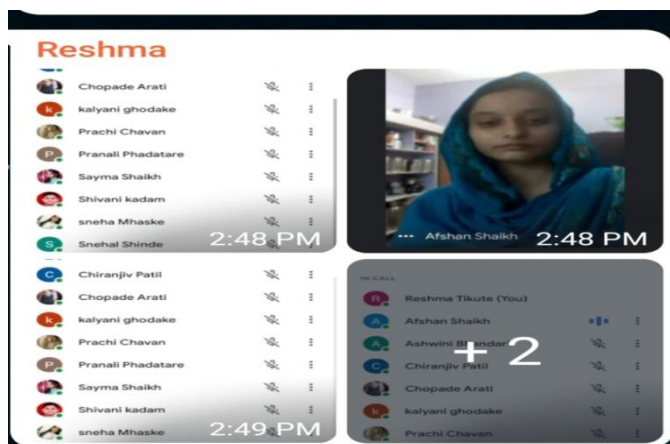 Reshma
Chopade Arati
kalyani ghodake
Prachi Chavan
P Pranali Phadatare
Sayma Shaikh
Shivani kadam
sneha Mhaske
S Snehal Shinde
2:48 PM
Afshan Shaikh
2:48 PM
C Chiranjiv Patil
Chopade Arati
k kalyani ghodake
Prachi Chavan
P Pranali Phadatare
Sayma Shaikh
Shivani kadam
sneha Mhaske
2:49 PM
IN CALL
R Reshma Tikute (You)
A Afshan Shaikh
A Ashwini Bhandar
C Chiranjiv Patil
Chopade Arati
k kalyani ghodake
Prachi Chavan
+ 2